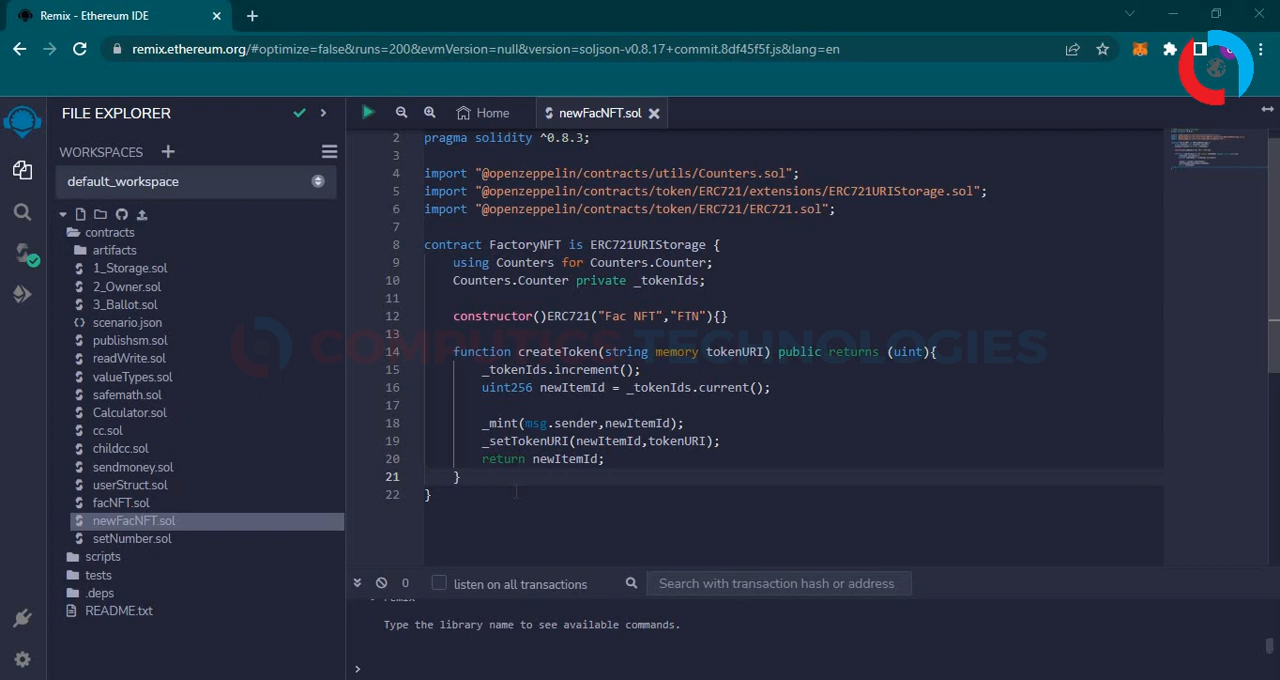 Remix - Ethereum IDE
remix.ethereum.org/#optimize=false&runs=200&evmVersion=null&version=soljson-v0.8.17+commit.8df45f5f.js&lang=en
FILE EXPLORER
WORKSPACES
default_workspace
contracts
artifacts
1_Storage.sol
2_Owner.sol
3_Ballot.sol
scenario.json
publishsm.sol
readWrite.sol
valueTypes.sol
safemath.sol
Calculator.sol
cc.sol
childcc.sol
sendmoney.sol
userStruct.sol
facNFT.sol
newFacNFT.sol
setNumber.sol
scripts
tests
.deps
README.txt
Home newFacNFT.sol
2 pragma solidity ^0.8.3;
3
4 import "@openzeppelin/contracts/utils/Counters.sol";
5 import "@openzeppelin/contracts/token/ERC721/extensions/ERC721URIStorage.sol";
6 import "@openzeppelin/contracts/token/ERC721/ERC721.sol";
7
8 contract FactoryNFT is ERC721URIStorage {
9 using Counters for Counters.Counter;
10 Counters.Counter private _tokenIds;
11
12 constructor()ERC721("Fac NFT","FTN"){}
13
14 function createToken(string memory tokenURI) public returns (uint){
15 _tokenIds.increment();
16 uint256 newItemId = _tokenIds.current();
17
18 _mint(msg.sender,newItemId);
19 _setTokenURI(newItemId,tokenURI);
20 return newItemId;
21 }
22 }
COMPUTICS TECHNOLOGIES
0 listen on all transactions Search with transaction hash or address
remix
Type the library name to see available commands.
>